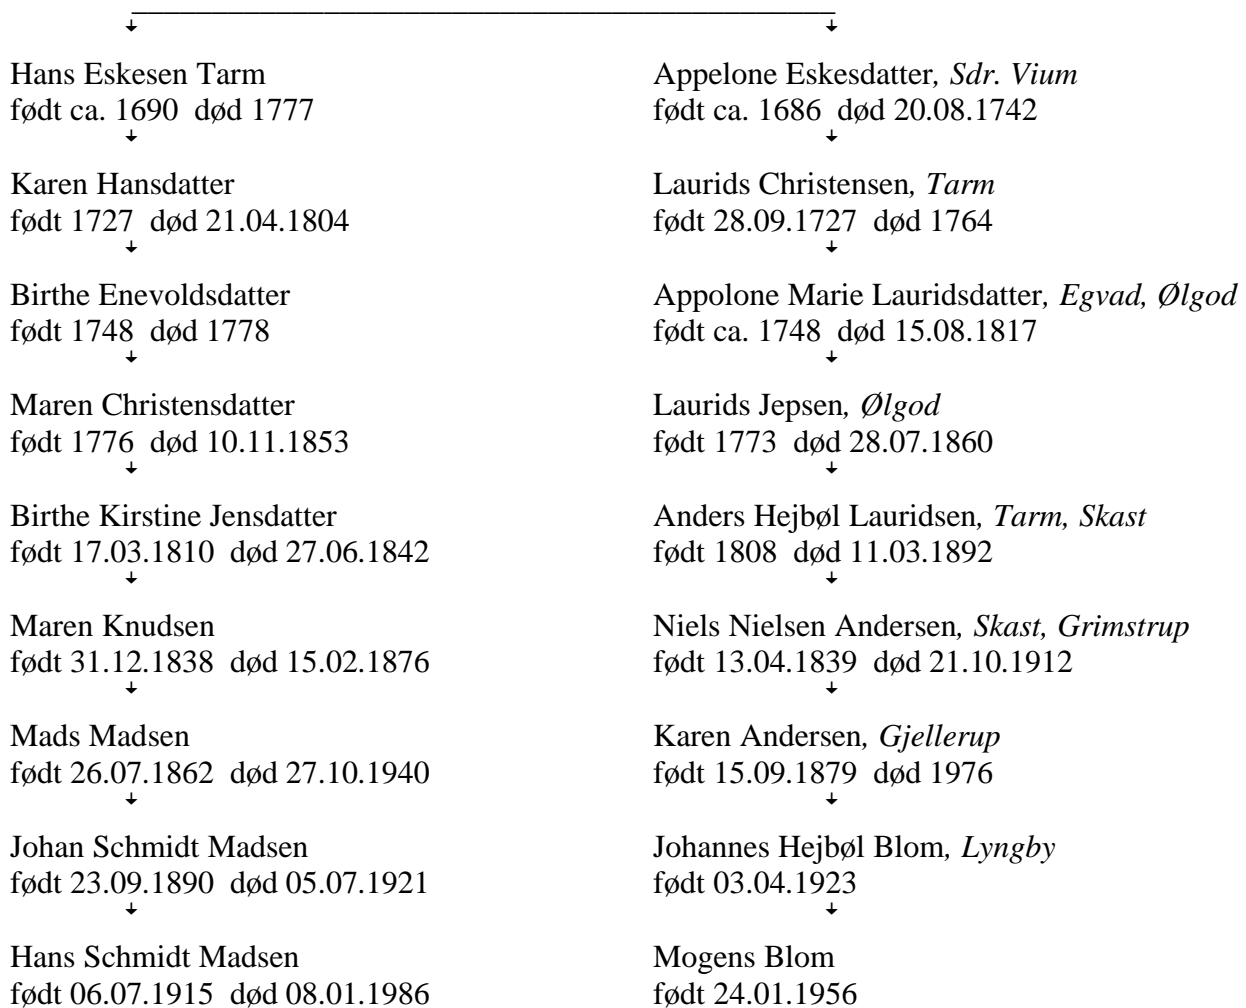 Hans Eskesen Tarm
født ca. 1690 død 1777
Karen Hansdatter
født 1727 død 21.04.1804
Birthe Enevoldsdatter
født 1748 død 1778
Maren Christensdatter
født 1776 død 10.11.1853
Birthe Kirstine Jensdatter
født 17.03.1810 død 27.06.1842
Maren Knudsen
født 31.12.1838 død 15.02.1876
Mads Madsen
født 26.07.1862 død 27.10.1940
Johan Schmidt Madsen
født 23.09.1890 død 05.07.1921
Hans Schmidt Madsen
født 06.07.1915 død 08.01.1986
Appelone Eskesdatter, Sdr. Vium
født ca. 1686 død 20.08.1742
Laurids Christensen, Tarm
født 28.09.1727 død 1764
Appolone Marie Lauridsdatter, Egvad, Ølgod
født ca. 1748 død 15.08.1817
Laurids Jepsen, Ølgod
født 1773 død 28.07.1860
Anders Hejbøl Lauridsen, Tarm, Skast
født 1808 død 11.03.1892
Niels Nielsen Andersen, Skast, Grimstrup
født 13.04.1839 død 21.10.1912
Karen Andersen, Gjellerup
født 15.09.1879 død 1976
Johannes Hejbøl Blom, Lyngby
født 03.04.1923
Mogens Blom
født 24.01.1956